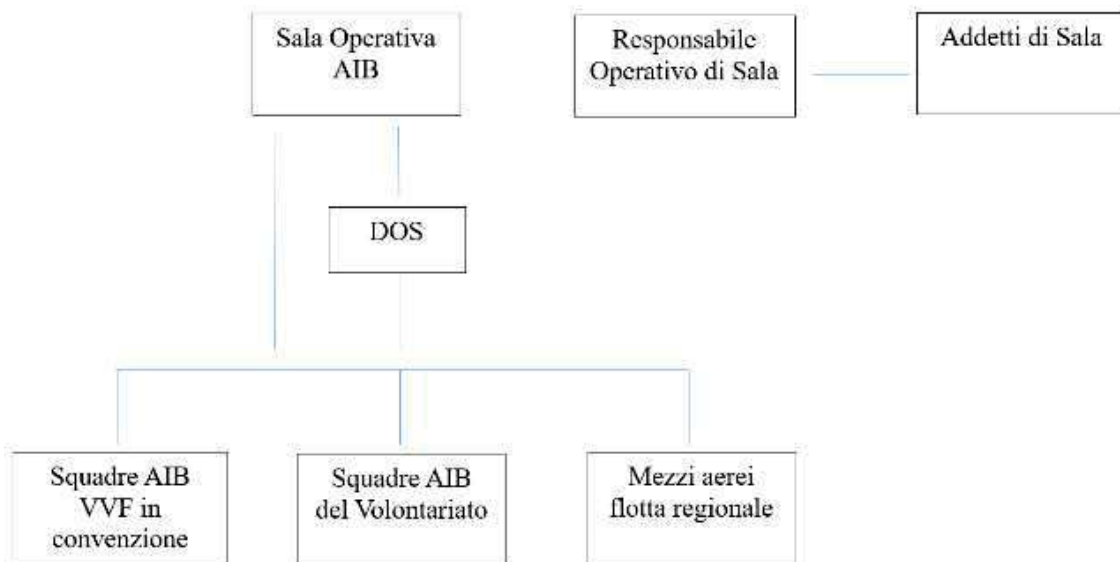 Sala Operativa
AIB
Responsabile
Operativo di Sala
Addetti di Sala
DOS
Squadre AIB
VVF in
convenzione
Squadre AIB
del Volontariato
Mezzi aerei
flotta regionale